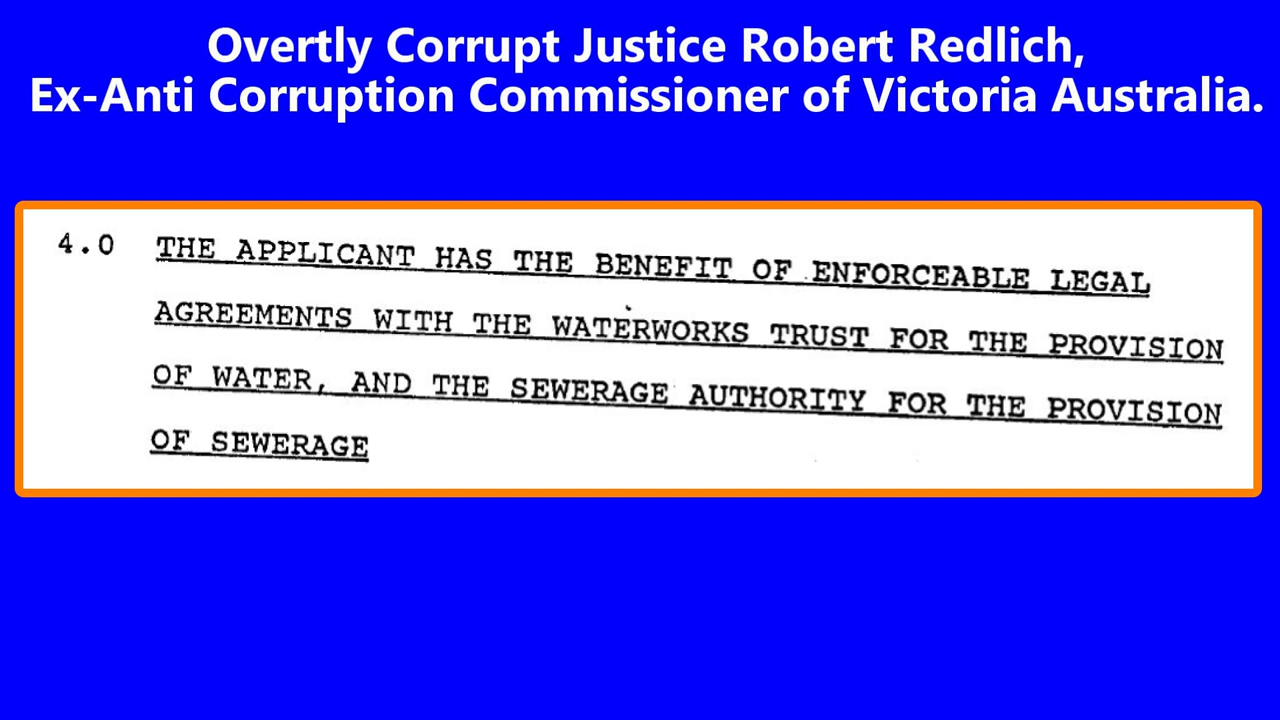 Overtly Corrupt Justice Robert Redlich,
Ex-Anti Corruption Commissioner of Victoria Australia.
4.0 THE APPLICANT HAS THE BENEFIT OF ENFORCEABLE LEGAL
AGREEMENTS WITH THE WATERWORKS TRUST FOR THE PROVISION
OF WATER, AND THE SEWERAGE AUTHORITY FOR THE PROVISION
OF SEWERAGE